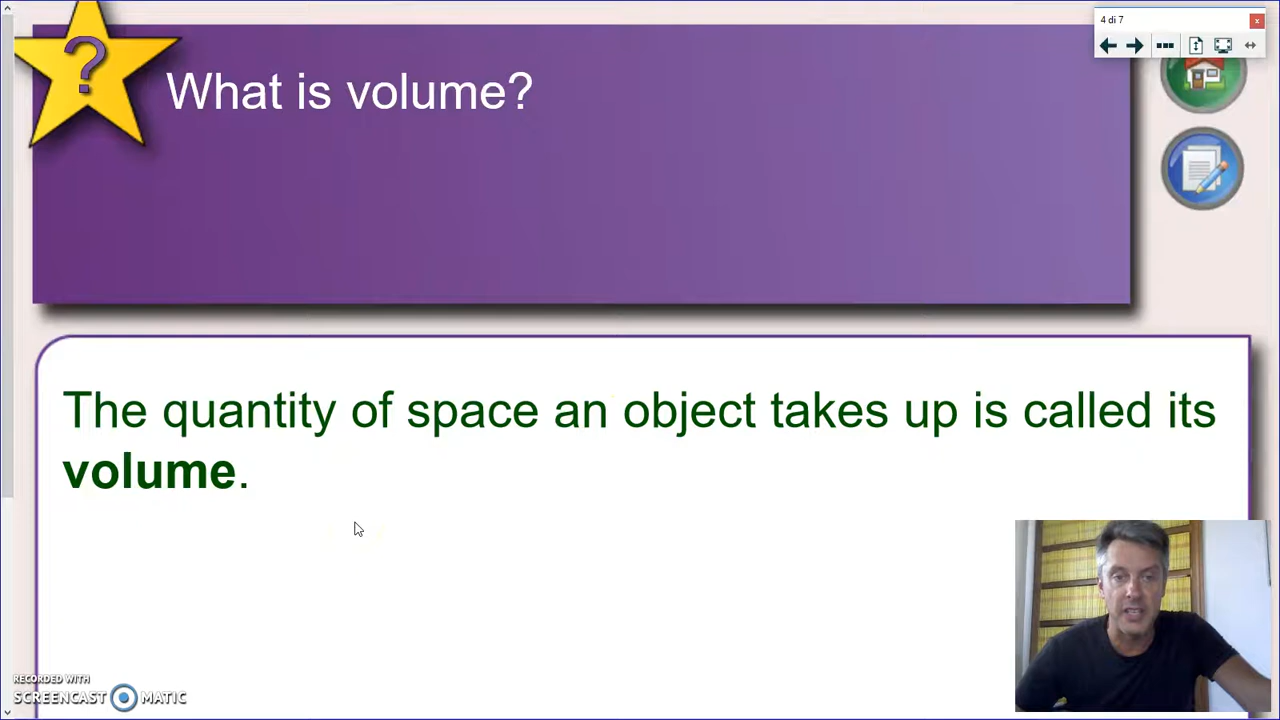 4 di 7
x
?
What is volume?
The quantity of space an object takes up is called its
volume.
RECORDED WITH
SCREENCAST MATIC